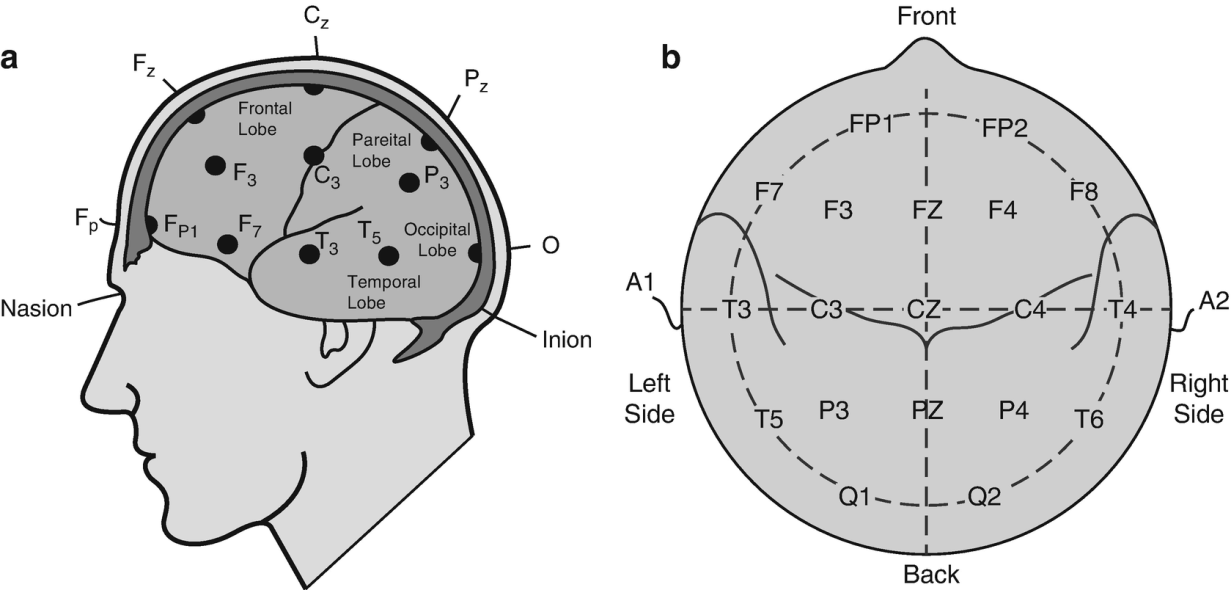 a
Cz
Fz
Pz
Frontal
Lobe
Pareital
Lobe
F3
C3
P3
Fp
FP1
F7
T3
T5
Occipital
Lobe
O
Temporal
Lobe
Nasion
Inion
b
Front
FP1 FP2
F7 F8
F3 FZ F4
A1 A2
T3 C3 CZ C4 T4
Left
Side
Right
Side
T5 P3 PZ P4 T6
Q1 Q2
Back